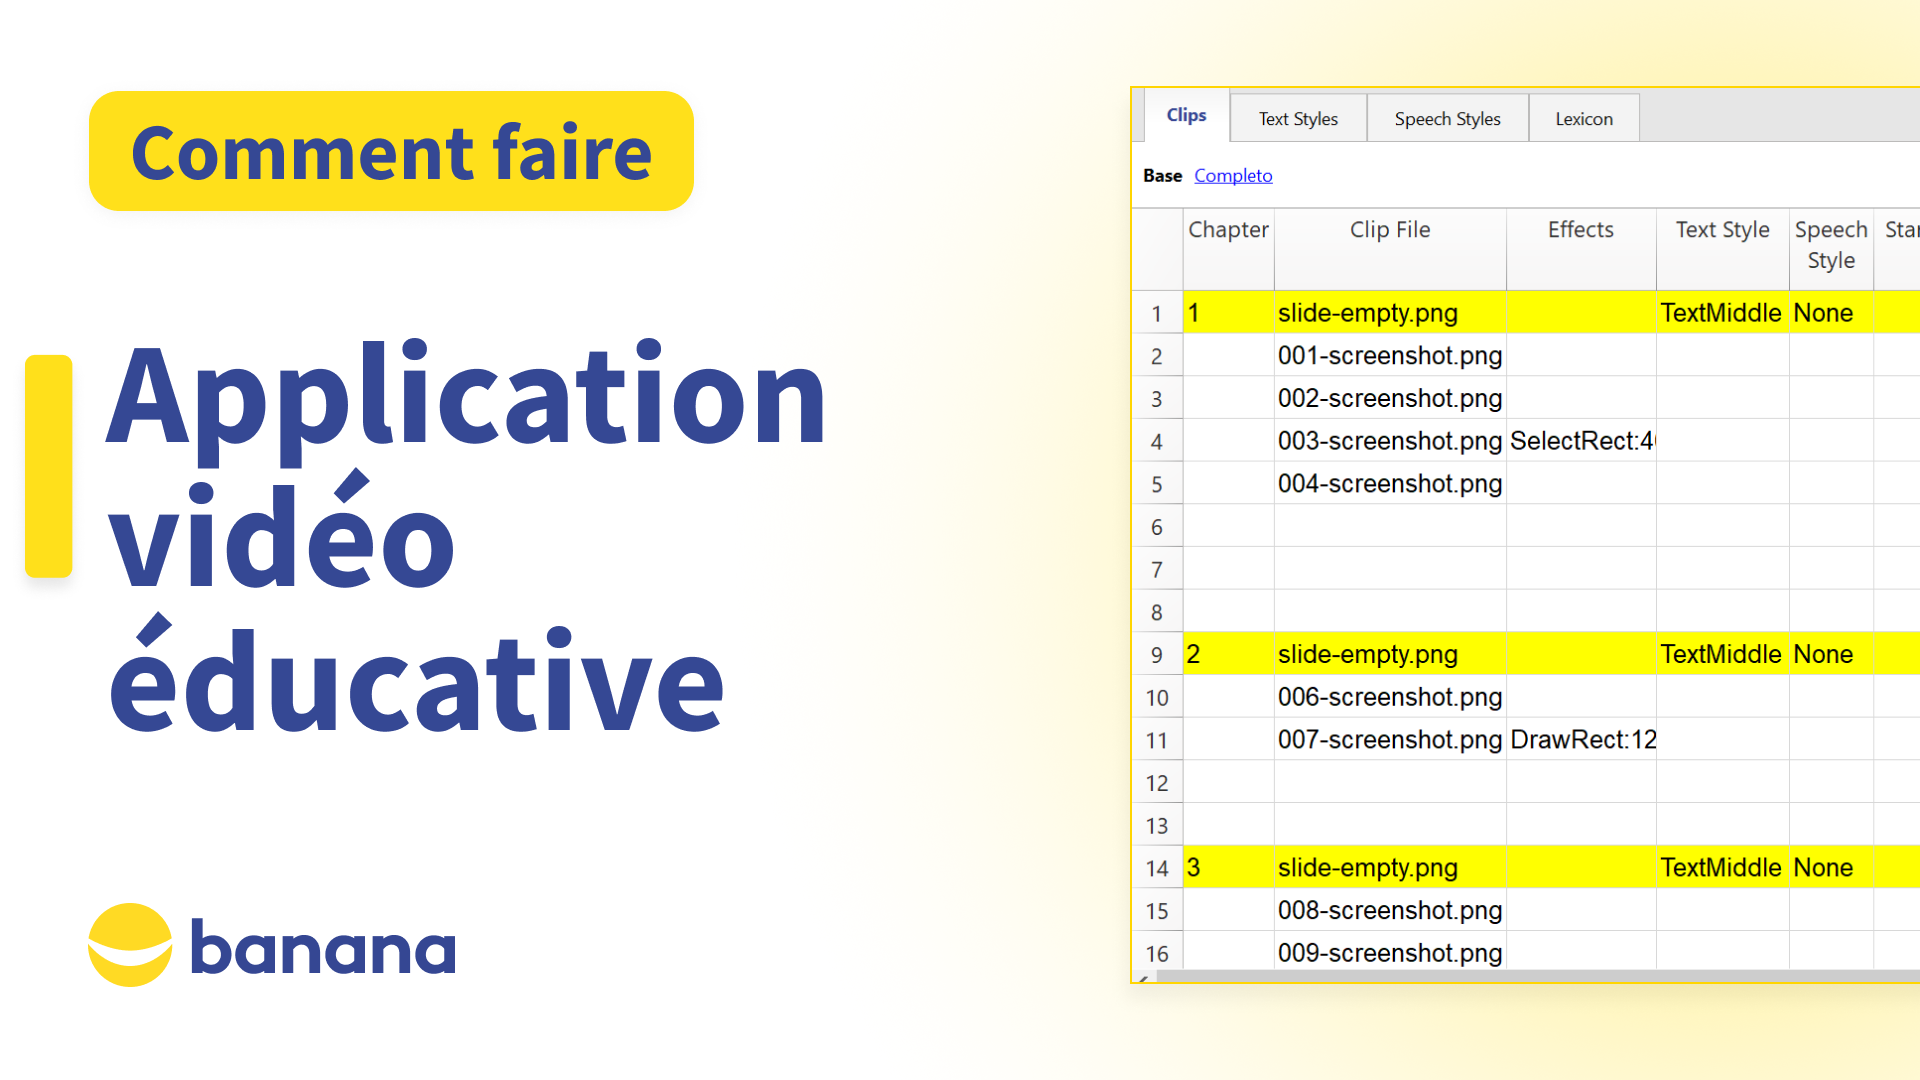 Comment faire
Application
vidéo
éducative
banana
Clips Text Styles Speech Styles Lexicon
Base Completo
Chapter Clip File Effects Text Style Speech Style
1 1 slide-empty.png TextMiddle None
2 001-screenshot.png
3 002-screenshot.png
4 003-screenshot.png SelectRect:4
5 004-screenshot.png
6
7
8
9 2 slide-empty.png TextMiddle None
10 006-screenshot.png
11 007-screenshot.png DrawRect:12
12
13
14 3 slide-empty.png TextMiddle None
15 008-screenshot.png
16 009-screenshot.png